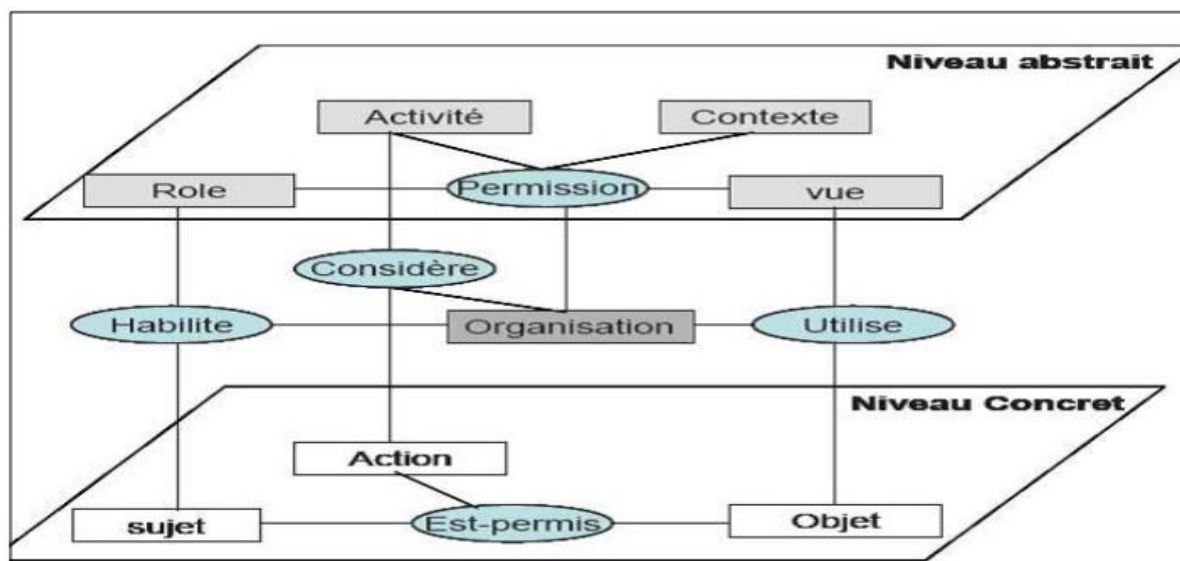 Niveau abstrait
Activité
Contexte
Role
Permission
vue
Considère
Habilite
Organisation
Utilise
Niveau Concret
Action
sujet
Est-permis
Objet